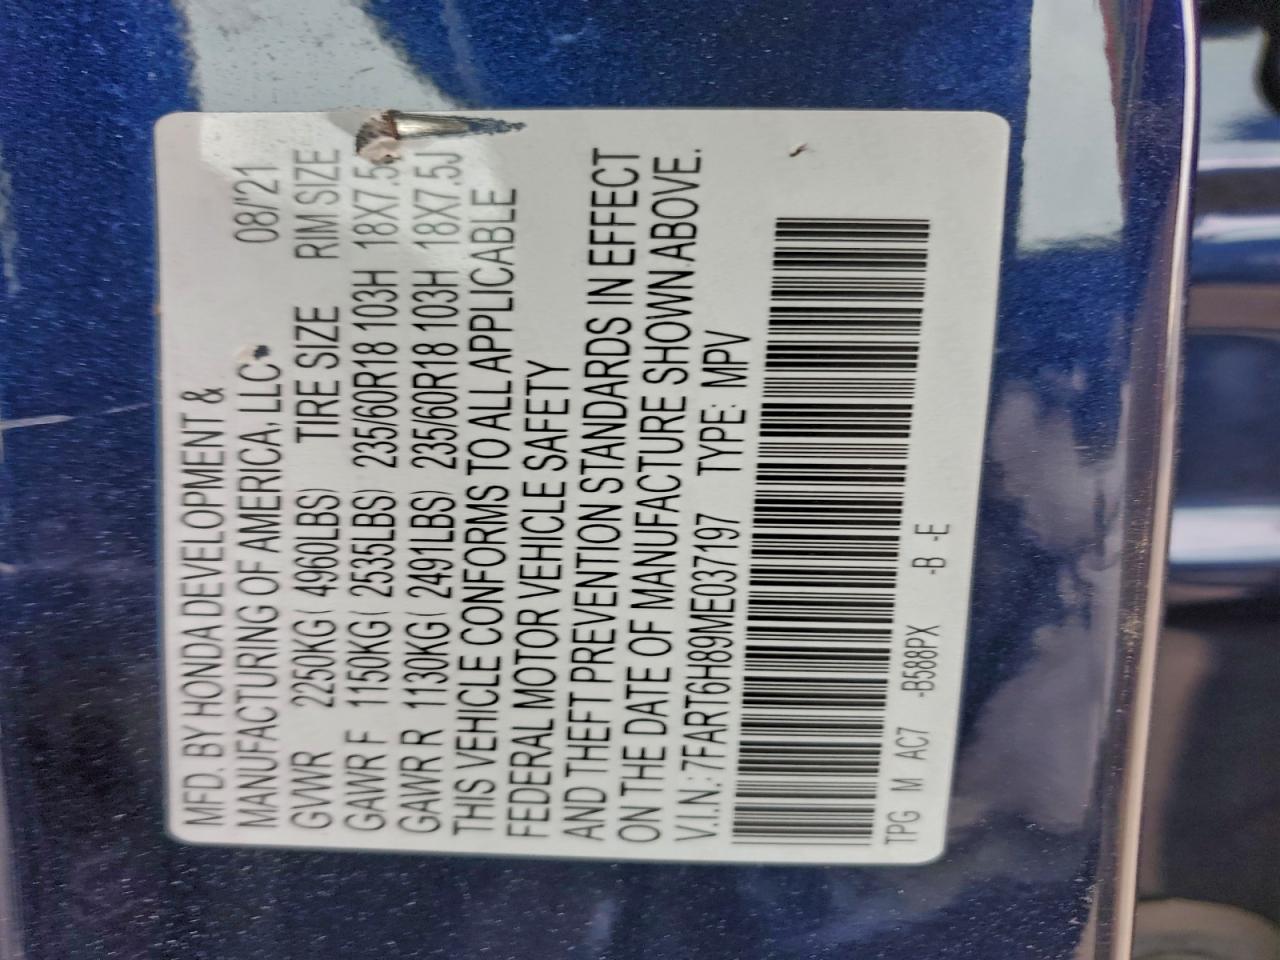 MFD. BY HONDA DEVELOPMENT &
MANUFACTURING OF AMERICA, LLC 08/'21
GVWR 2250KG( 4960LBS) TIRE SIZE RIM SIZE
GAWR F 1150KG( 2535LBS) 235/60R18 103H 18X7.5J
GAWR R 1130KG( 2491LBS) 235/60R18 103H 18X7.5J
THIS VEHICLE CONFORMS TO ALL APPLICABLE
FEDERAL MOTOR VEHICLE SAFETY
AND THEFT PREVENTION STANDARDS IN EFFECT
ON THE DATE OF MANUFACTURE SHOWN ABOVE.
V.I.N.: 7FART6H89ME037197 TYPE: MPV
TPG M AC7 -B588PX -B -E